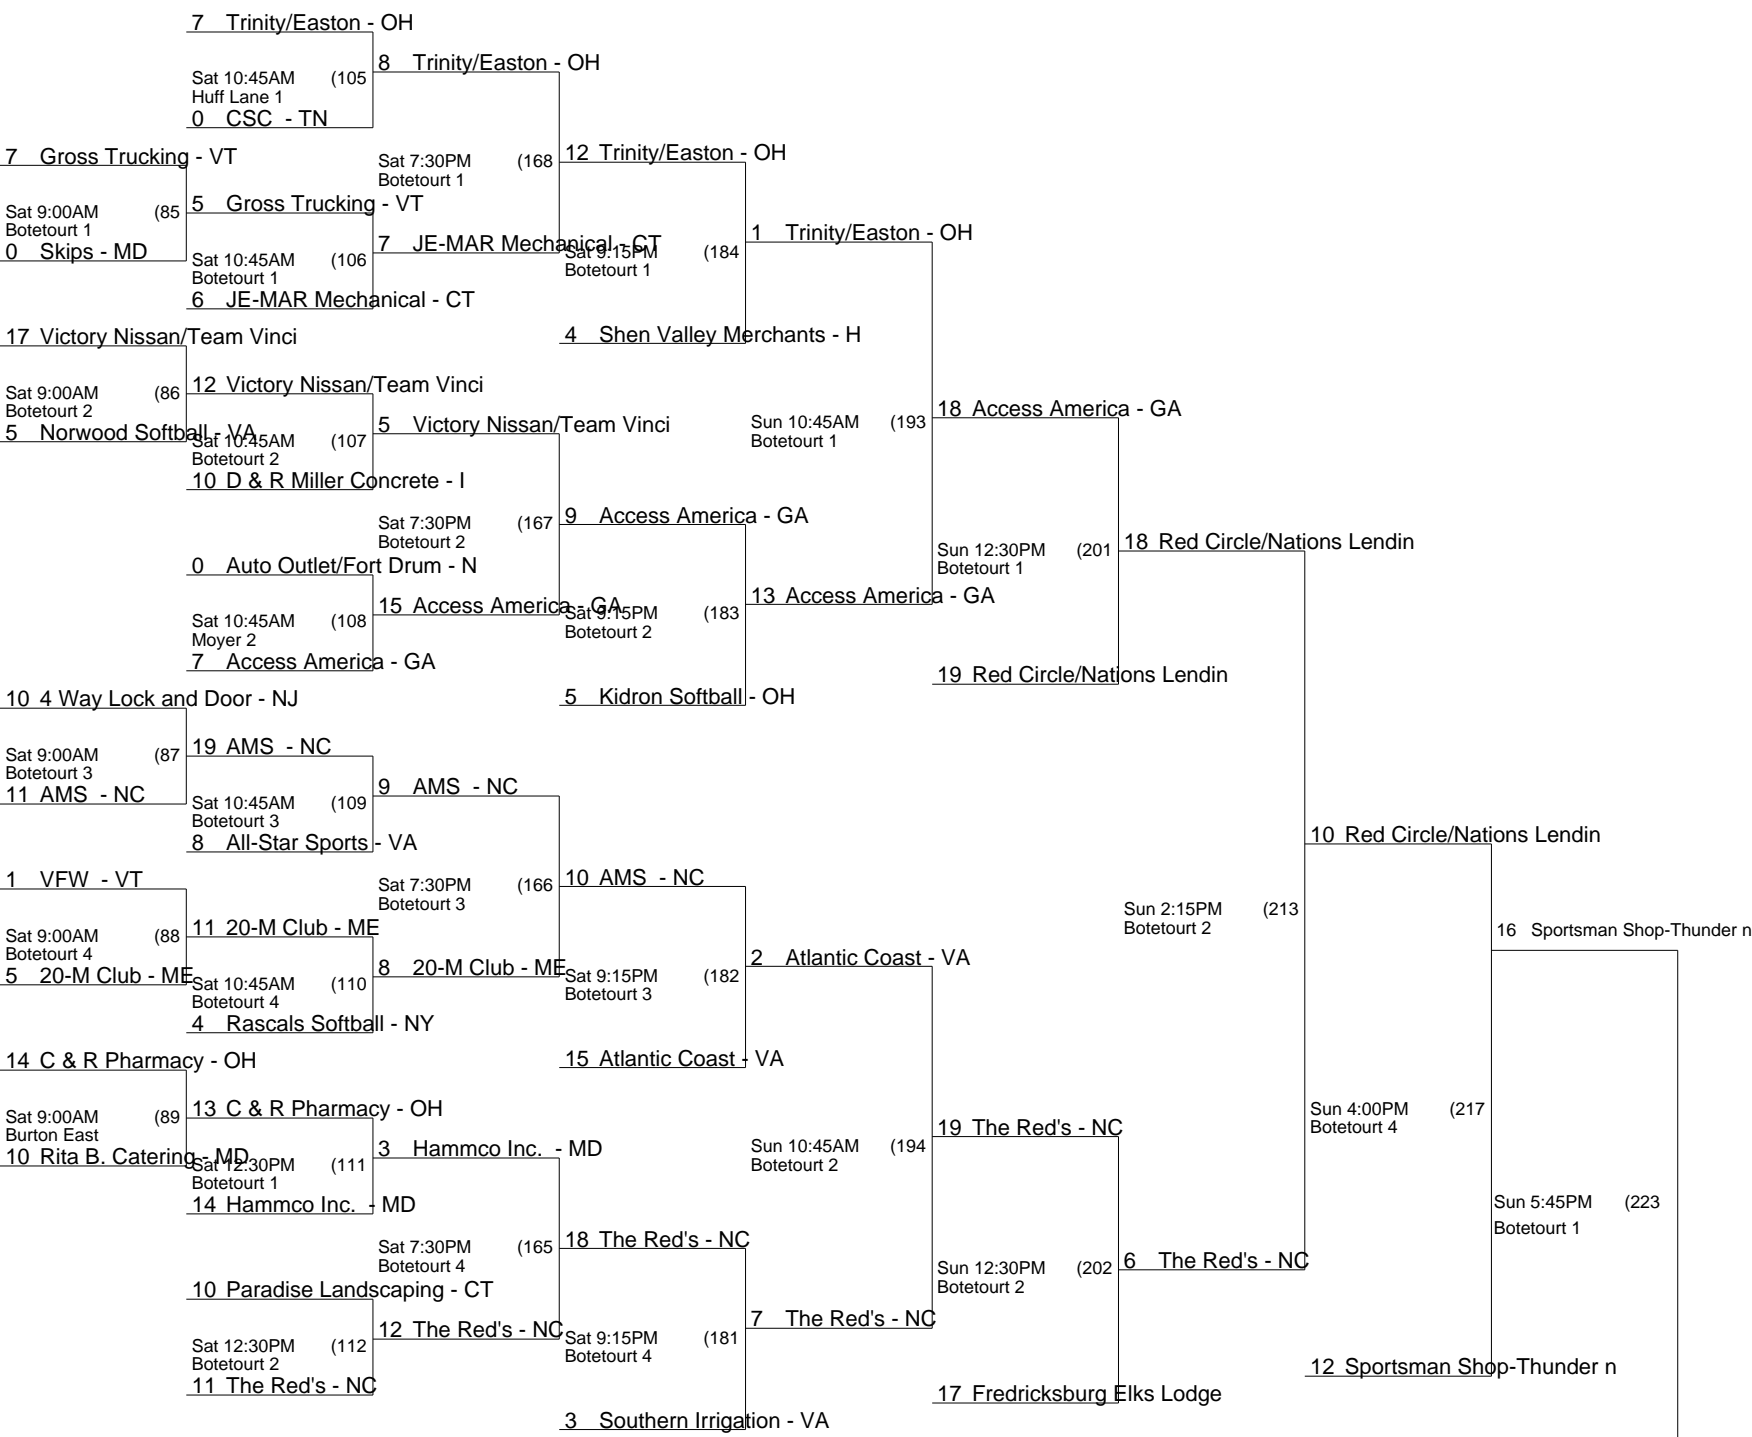 7 Trinity/Easton - OH
8 Trinity/Easton - OH
Sat 10:45AM (105
Huff Lane 1
0 CSC - TN
7 Gross Trucking - VT
Sat 7:30PM (168
Botetourt 1
12 Trinity/Easton - OH
Sat 9:00AM (85
Botetourt 1
5 Gross Trucking - VT
0 Skips - MD
7 JE-MAR Mechanical - CT
Sat 10:45AM (106
Botetourt 1
Sat 9:15PM (184
Botetourt 1
1 Trinity/Easton - OH
6 JE-MAR Mechanical - CT
17 Victory Nissan/Team Vinci
4 Shen Valley Merchants - H
Sat 9:00AM (86
Botetourt 2
12 Victory Nissan/Team Vinci
5 Norwood Softball - VA
Sat 10:45AM (107
Botetourt 2
5 Victory Nissan/Team Vinci
Sun 10:45AM (193
Botetourt 1
18 Access America - GA
10 D & R Miller Concrete - I
Sat 7:30PM (167
Botetourt 2
9 Access America - GA
0 Auto Outlet/Fort Drum - N
Sun 12:30PM (201
Botetourt 1
18 Red Circle/Nations Lendin
15 Access America - GA
Sat 10:45AM (108
Moyer 2
Sat 9:15PM (183
Botetourt 2
13 Access America - GA
7 Access America - GA
19 Red Circle/Nations Lendin
10 4 Way Lock and Door - NJ
5 Kidron Softball - OH
Sat 9:00AM (87
Botetourt 3
19 AMS - NC
11 AMS - NC
9 AMS - NC
Sat 10:45AM (109
Botetourt 3
8 All-Star Sports - VA
10 Red Circle/Nations Lendin
1 VFW - VT
Sat 7:30PM (166
Botetourt 3
10 AMS - NC
Sat 9:00AM (88
Botetourt 4
11 20-M Club - ME
Sun 2:15PM (213
Botetourt 2
16 Sportsman Shop-Thunder n
5 20-M Club - ME
8 20-M Club - ME
Sat 10:45AM (110
Botetourt 4
Sat 9:15PM (182
Botetourt 3
2 Atlantic Coast - VA
4 Rascals Softball - NY
14 C & R Pharmacy - OH
15 Atlantic Coast - VA
Sat 9:00AM (89
Burton East
13 C & R Pharmacy - OH
Sun 4:00PM (217
Botetourt 4
10 Rita B. Catering - MD
Sat 12:30PM (111
Botetourt 1
3 Hammco Inc. - MD
Sun 10:45AM (194
Botetourt 2
19 The Red's - NC
14 Hammco Inc. - MD
Sun 5:45PM (223
Botetourt 1
Sat 7:30PM (165
Botetourt 4
18 The Red's - NC
10 Paradise Landscaping - CT
Sun 12:30PM (202
Botetourt 2
6 The Red's - NC
12 The Red's - NC
Sat 12:30PM (112
Botetourt 2
Sat 9:15PM (181
Botetourt 4
7 The Red's - NC
11 The Red's - NC
12 Sportsman Shop-Thunder n
17 Fredricksburg Elks Lodge
3 Southern Irrigation - VA